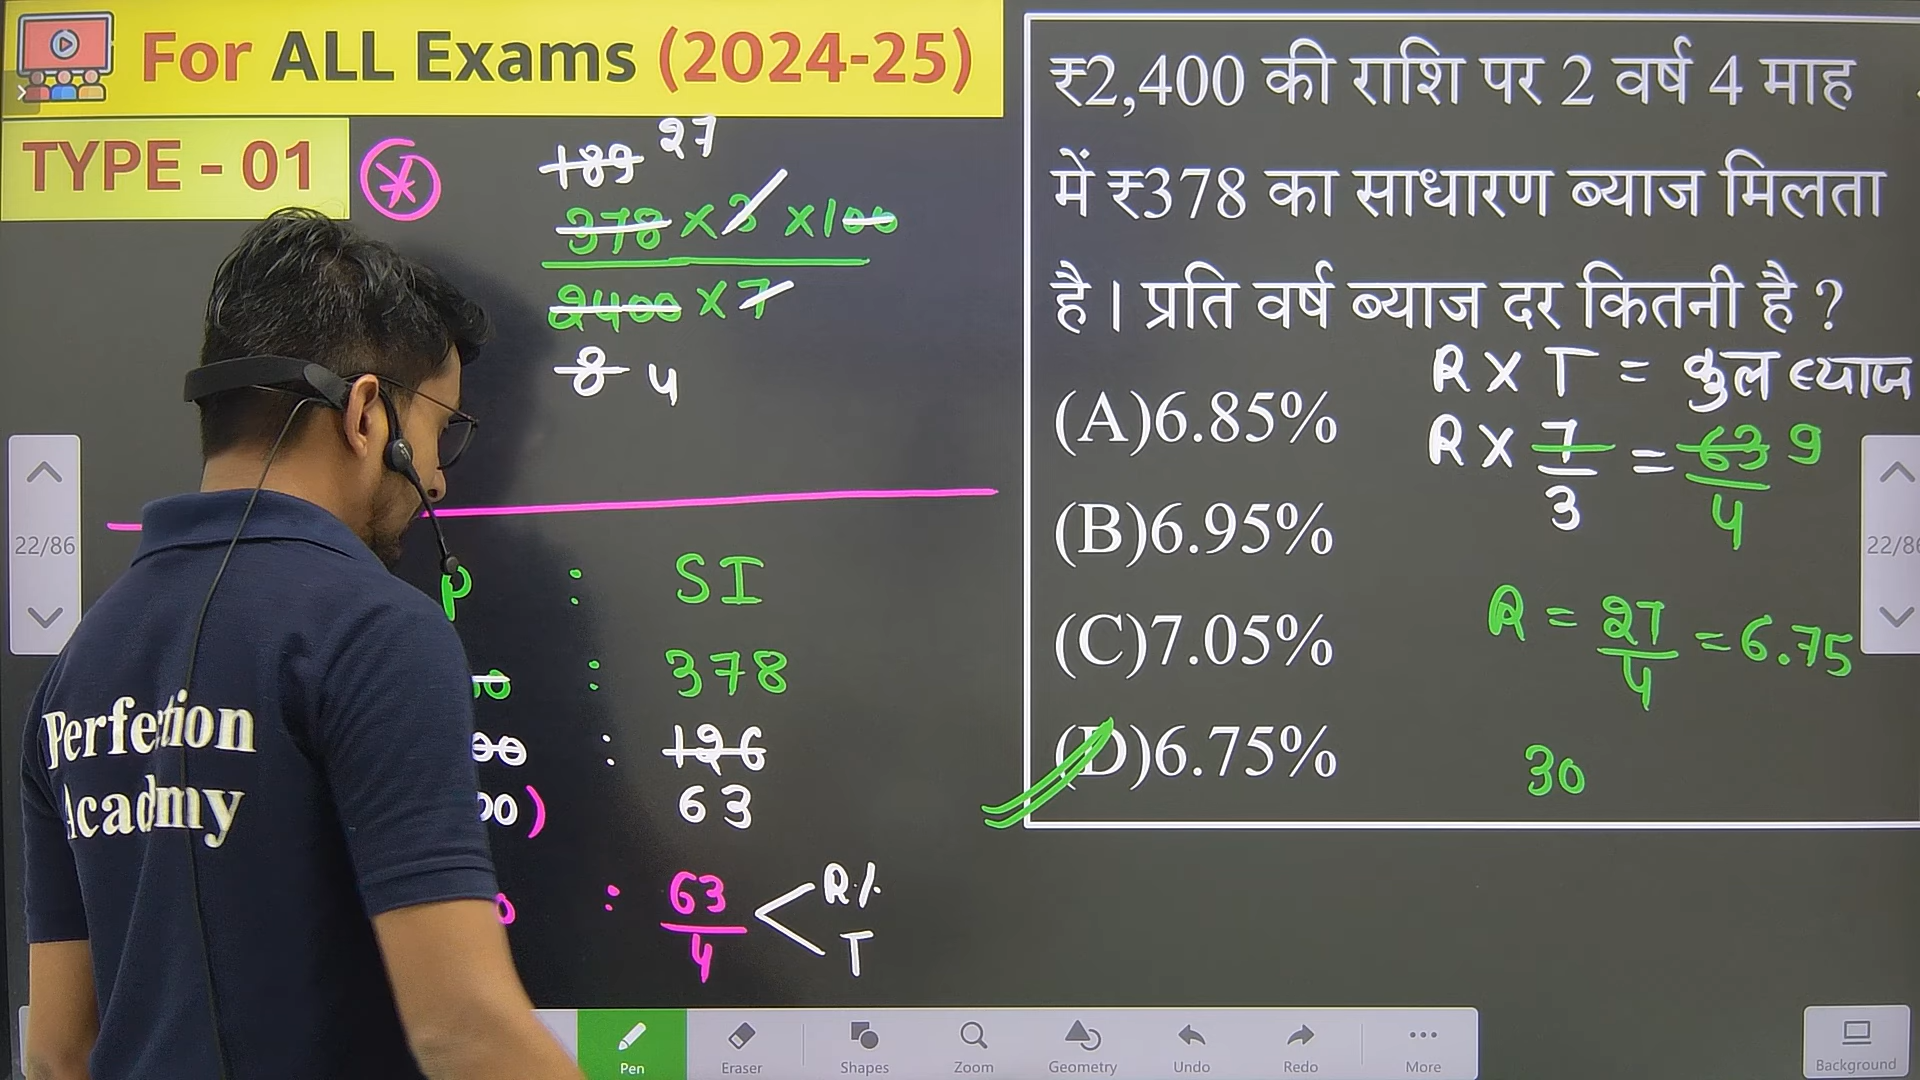 For ALL Exams (2024-25)
TYPE - 01
189 27
378 × 3 × 100
2400 × 7
8 4
P : SI
: 378
: 126
00) 63
: 63/4 < R%
T
₹2,400 की राशि पर 2 वर्ष 4 माह
में ₹378 का साधारण ब्याज मिलता
है। प्रति वर्ष ब्याज दर कितनी है ?
(A)6.85%
(B)6.95%
(C)7.05%
(D)6.75%
R × T = कुल ब्याज
R × 7/3 = 63/4 9
R = 27/4 = 6.75
30
22/86
22/86
Perfection
Academy
Pen
Eraser
Shapes
Zoom
Geometry
Undo
Redo
More
Background